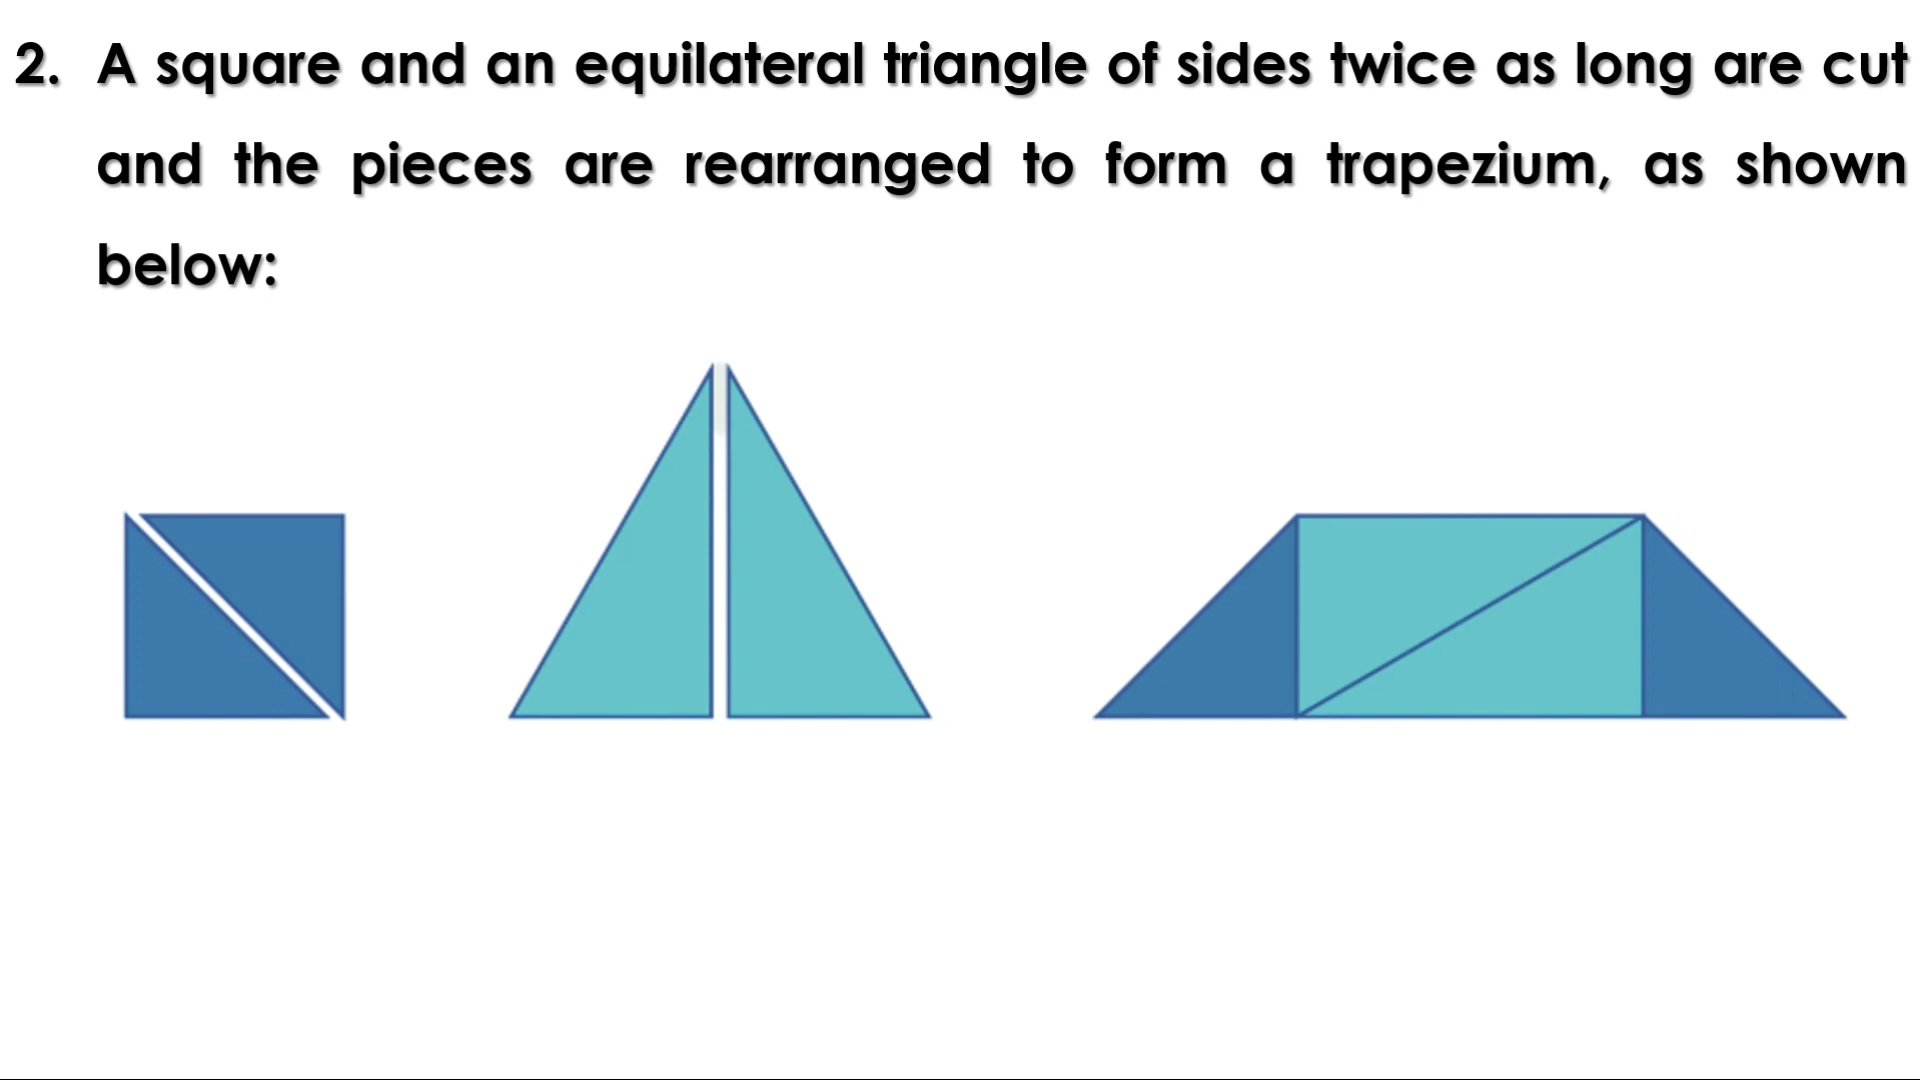 2. A square and an equilateral triangle of sides twice as long are cut
and the pieces are rearranged to form a trapezium, as shown
below: